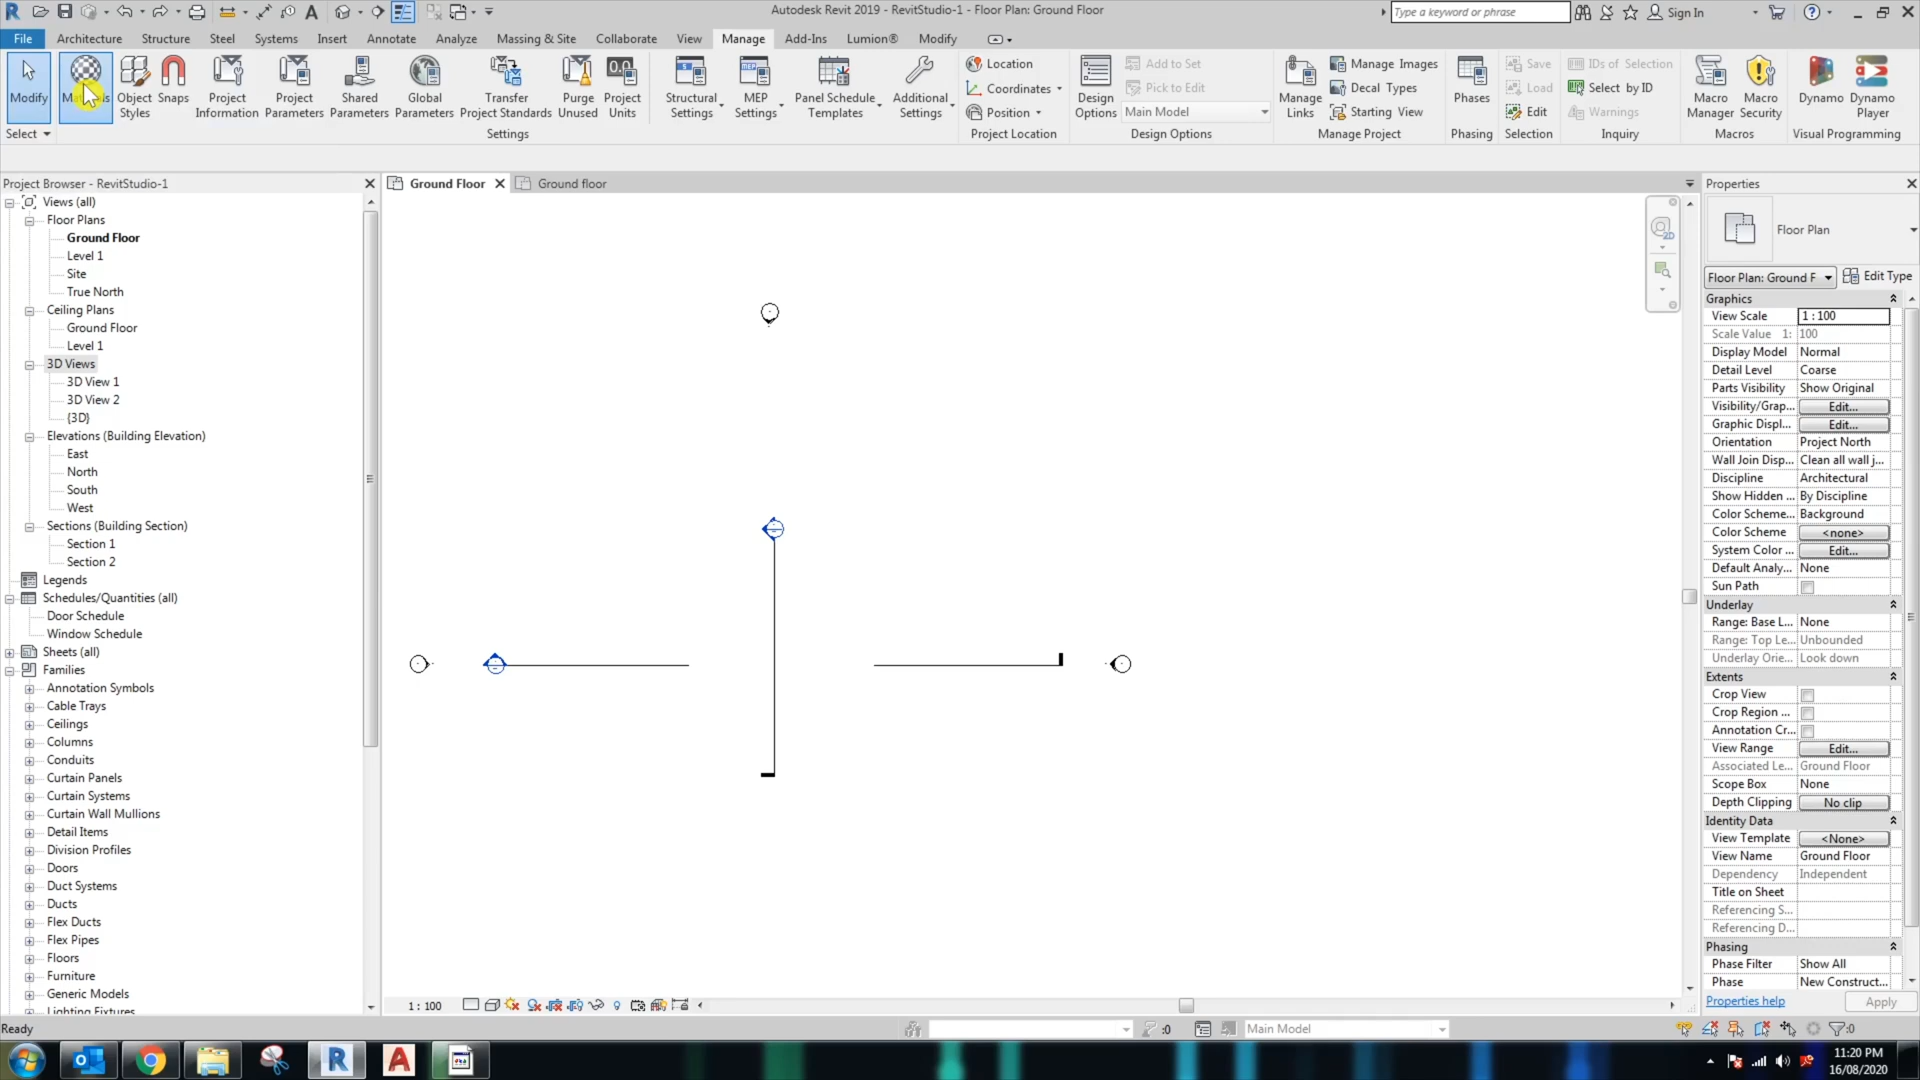 Autodesk Revit 2019 - RevitStudio-1 - Floor Plan: Ground Floor
Type a keyword or phrase
Sign In
File Architecture Structure Steel Systems Insert Annotate Analyze Massing & Site Collaborate View Manage Add-Ins Lumion® Modify
Modify
Object Styles
Snaps
Project Information
Project Parameters
Shared Parameters
Global Parameters
Transfer Project Standards
Purge Unused
Project Units
Structural Settings
MEP Settings
Panel Schedule Templates
Additional Settings
Location
Coordinates
Position
Design Options
Add to Set
Pick to Edit
Main Model
Manage Links
Manage Images
Decal Types
Starting View
Phases
Save
Load
Edit
IDs of Selection
Select by ID
Warnings
Macro Manager
Macro Security
Dynamo
Dynamo Player
Select
Settings
Project Location
Design Options
Manage Project
Phasing
Selection
Inquiry
Macros
Visual Programming
Project Browser - RevitStudio-1
Views (all)
Floor Plans
Ground Floor
Level 1
Site
True North
Ceiling Plans
Ground Floor
Level 1
3D Views
3D View 1
3D View 2
{3D}
Elevations (Building Elevation)
East
North
South
West
Sections (Building Section)
Section 1
Section 2
Legends
Schedules/Quantities (all)
Door Schedule
Window Schedule
Sheets (all)
Families
Annotation Symbols
Cable Trays
Ceilings
Columns
Conduits
Curtain Panels
Curtain Systems
Curtain Wall Mullions
Detail Items
Division Profiles
Doors
Duct Systems
Ducts
Flex Ducts
Flex Pipes
Floors
Furniture
Generic Models
Lighting Fixtures
Ground Floor
Ground floor
2D
1 : 100
Properties
Floor Plan
Floor Plan: Ground F
Edit Type
Graphics
View Scale 1 : 100
Scale Value 1: 100
Display Model Normal
Detail Level Coarse
Parts Visibility Show Original
Visibility/Grap... Edit...
Graphic Displ... Edit...
Orientation Project North
Wall Join Disp... Clean all wall j...
Discipline Architectural
Show Hidden ... By Discipline
Color Scheme... Background
Color Scheme <none>
System Color ... Edit...
Default Analy... None
Sun Path
Underlay
Range: Base L... None
Range: Top Le... Unbounded
Underlay Orie... Look down
Extents
Crop View
Crop Region ...
Annotation Cr...
View Range Edit...
Associated Le... Ground Floor
Scope Box None
Depth Clipping No clip
Identity Data
View Template <None>
View Name Ground Floor
Dependency Independent
Title on Sheet
Referencing S...
Referencing D...
Phasing
Phase Filter Show All
Phase New Construct...
Properties help
Apply
Ready
:0
Main Model
:0
11:20 PM
16/08/2020